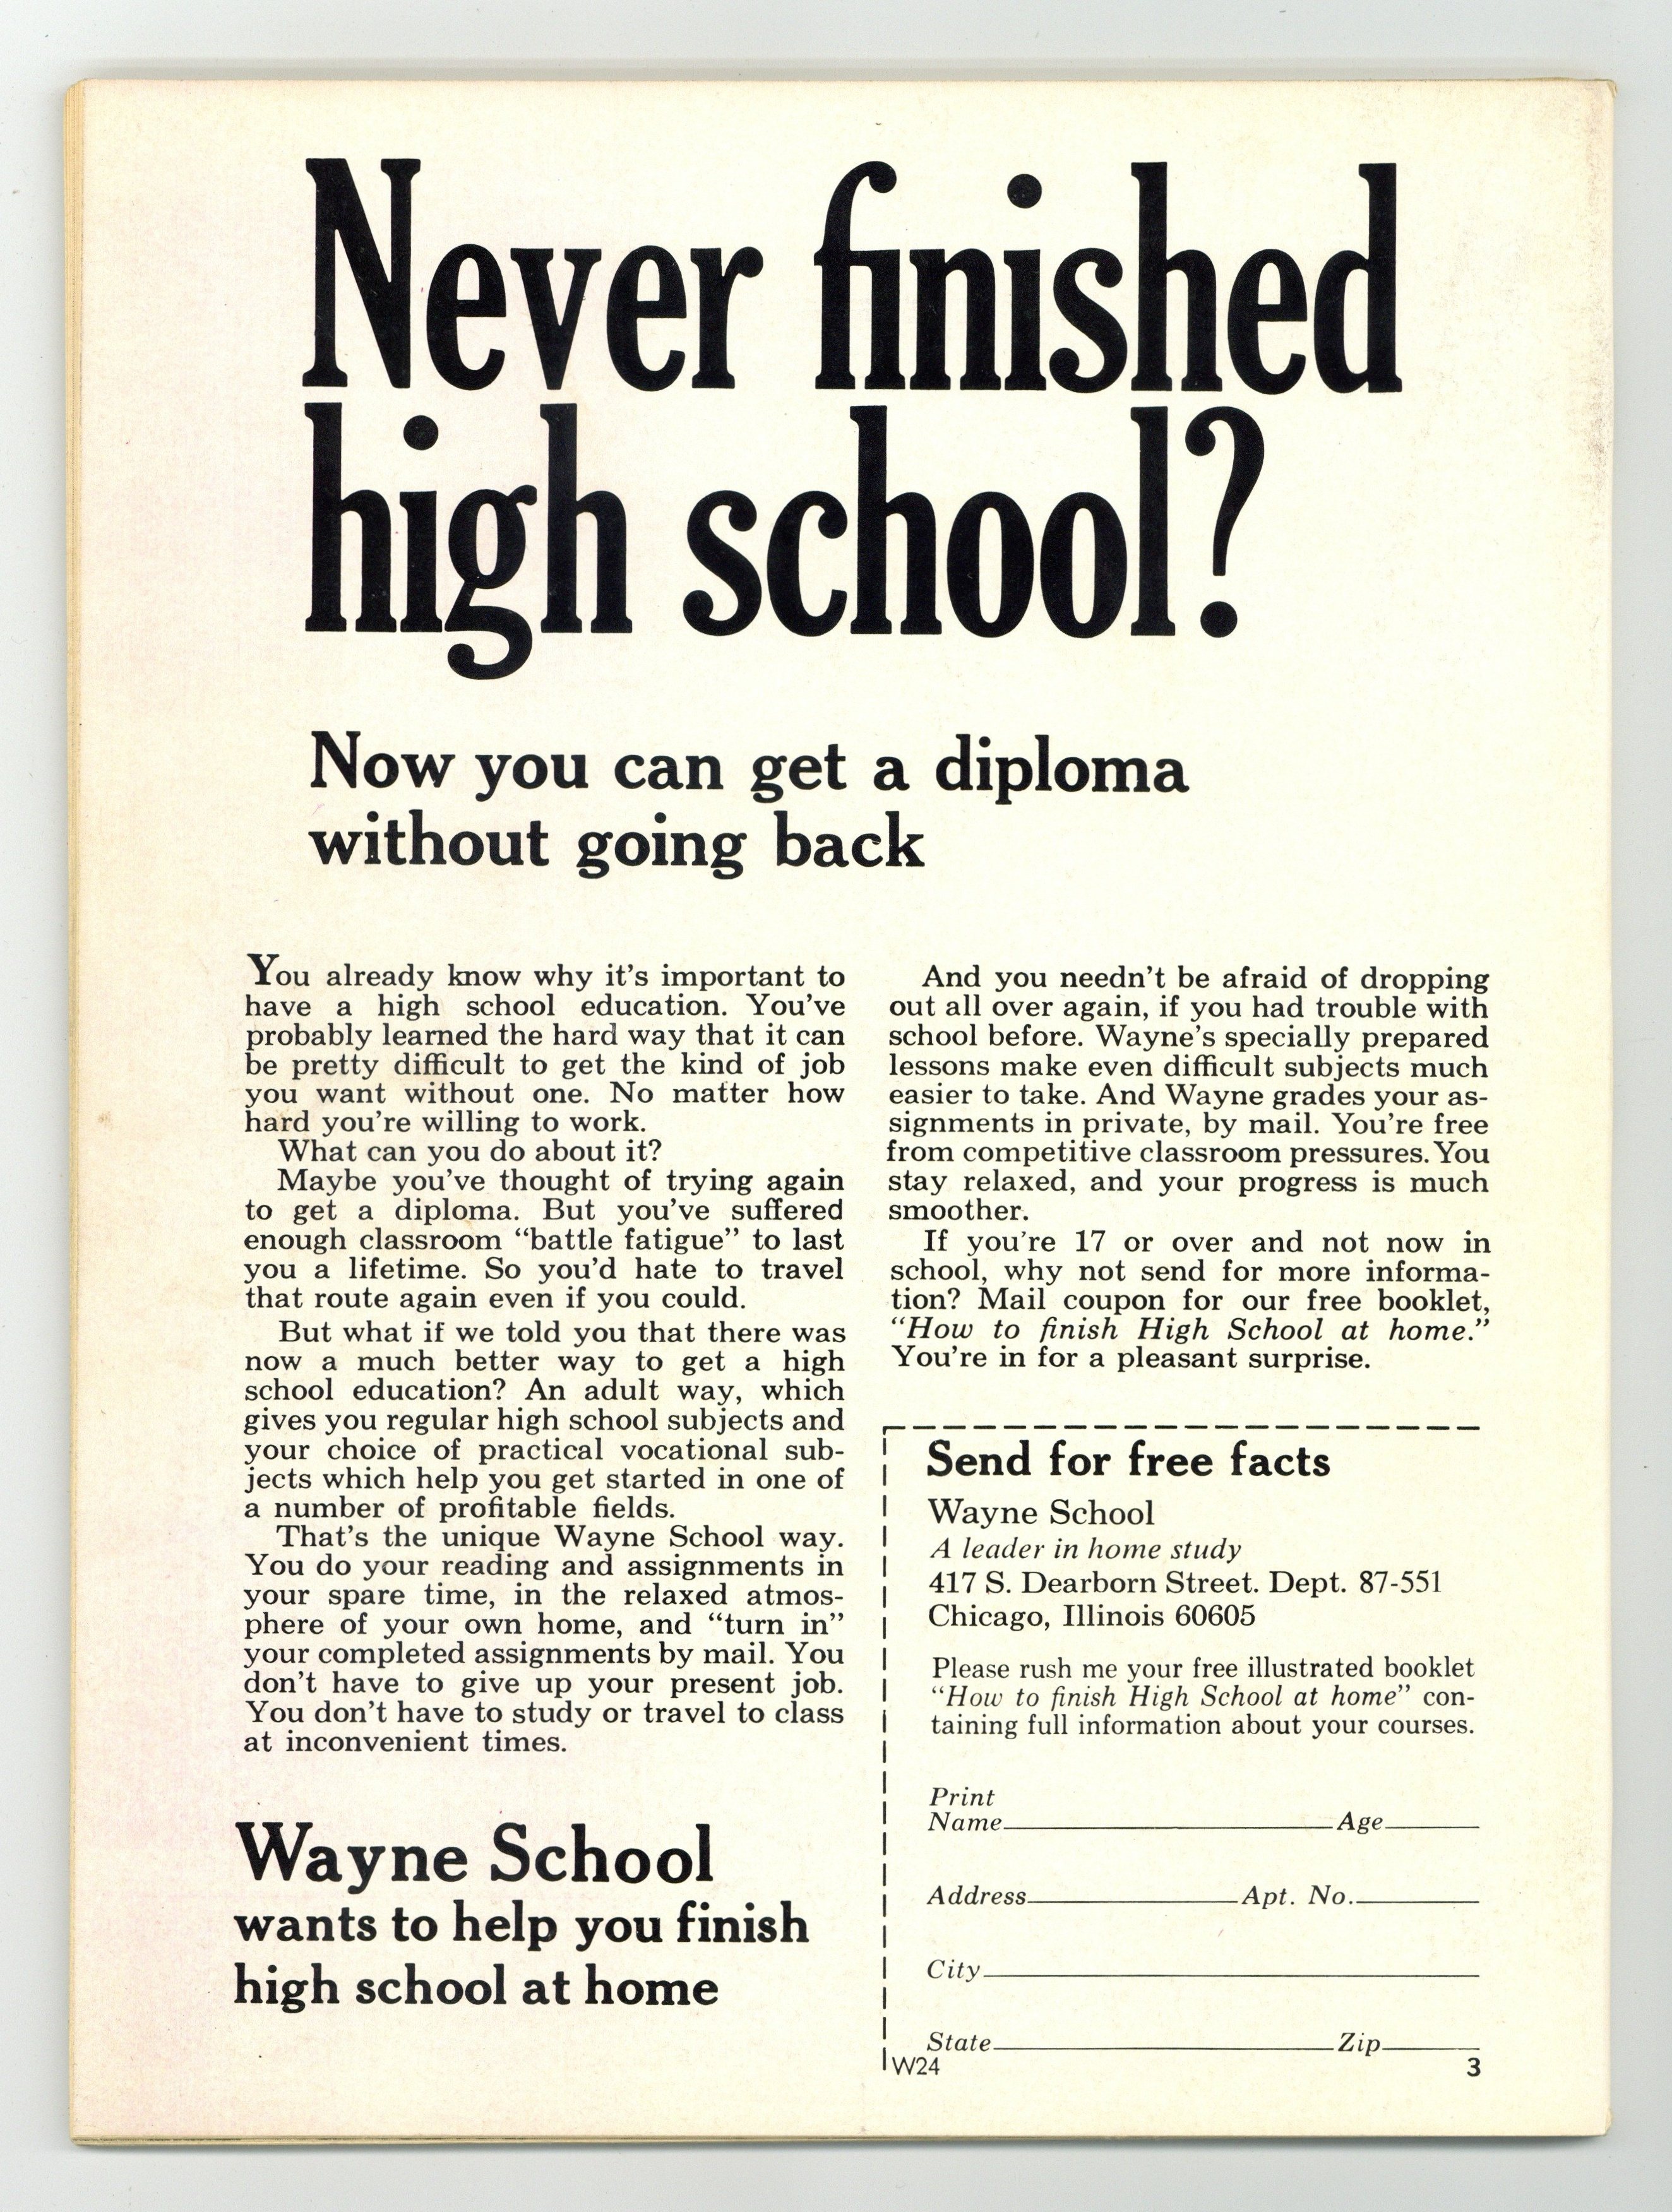 Never finished
high school?
Now you can get a diploma
without going back
You already know why it's important to
have a high school education. You've
probably learned the hard way that it can
be pretty difficult to get the kind of job
you want without one. No matter how
hard you're willing to work.
What can you do about it?
Maybe you've thought of trying again
to get a diploma. But you've suffered
enough classroom “battle fatigue” to last
you a lifetime. So you'd hate to travel
that route again even if you could.
But what if we told you that there was
now a much better way to get a high
school education? An adult way, which
gives you regular high school subjects and
your choice of practical vocational sub-
jects which help you get started in one of
a number of profitable fields.
That's the unique Wayne School way.
You do your reading and assignments in
your spare time, in the relaxed atmos-
phere of your own home, and “turn in”
your completed assignments by mail. You
don't have to give up your present job.
You don't have to study or travel to class
at inconvenient times.
Wayne School
wants to help you finish
high school at home
And you needn't be afraid of dropping
out all over again, if you had trouble with
school before. Wayne's specially prepared
lessons make even difficult subjects much
easier to take. And Wayne grades your as-
signments in private, by mail. You're free
from competitive classroom pressures. You
stay relaxed, and your progress is much
smoother.
If you're 17 or over and not now in
school, why not send for more informa-
tion? Mail coupon for our free booklet,
“How to finish High School at home.”
You're in for a pleasant surprise.
Send for free facts
Wayne School
A leader in home study
417 S. Dearborn Street. Dept. 87-551
Chicago, Illinois 60605
Please rush me your free illustrated booklet
“How to finish High School at home” con-
taining full information about your courses.
Print
Name Age
Address Apt. No.
City
State Zip
W24 3